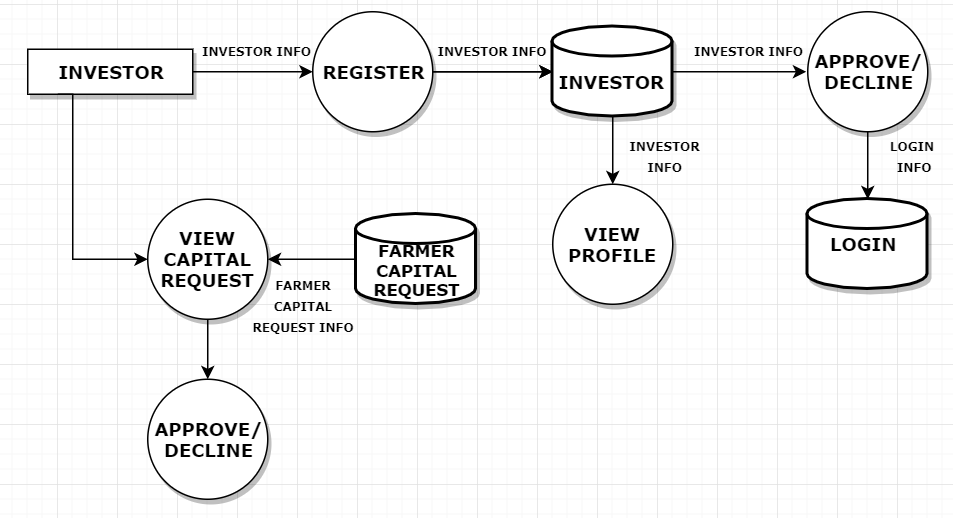 INVESTOR
INVESTOR INFO
REGISTER
INVESTOR INFO
INVESTOR
INVESTOR INFO
APPROVE/
DECLINE
INVESTOR
INFO
LOGIN
INFO
VIEW
PROFILE
LOGIN
VIEW
CAPITAL
REQUEST
FARMER
CAPITAL
REQUEST INFO
FARMER
CAPITAL
REQUEST
APPROVE/
DECLINE